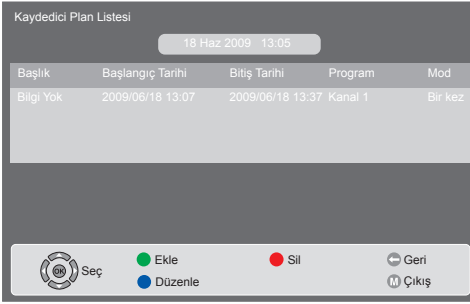 Kaydedici Plan Listesi
18 Haz 2009 13:05
Başlık Başlangıç Tarihi Bitiş Tarihi Program Mod
Bilgi Yok 2009/06/18 13:07 2009/06/18 13:37 Kanal 1 Bir kez
OK Seç Ekle Sil Geri
Düzenle M Çıkış